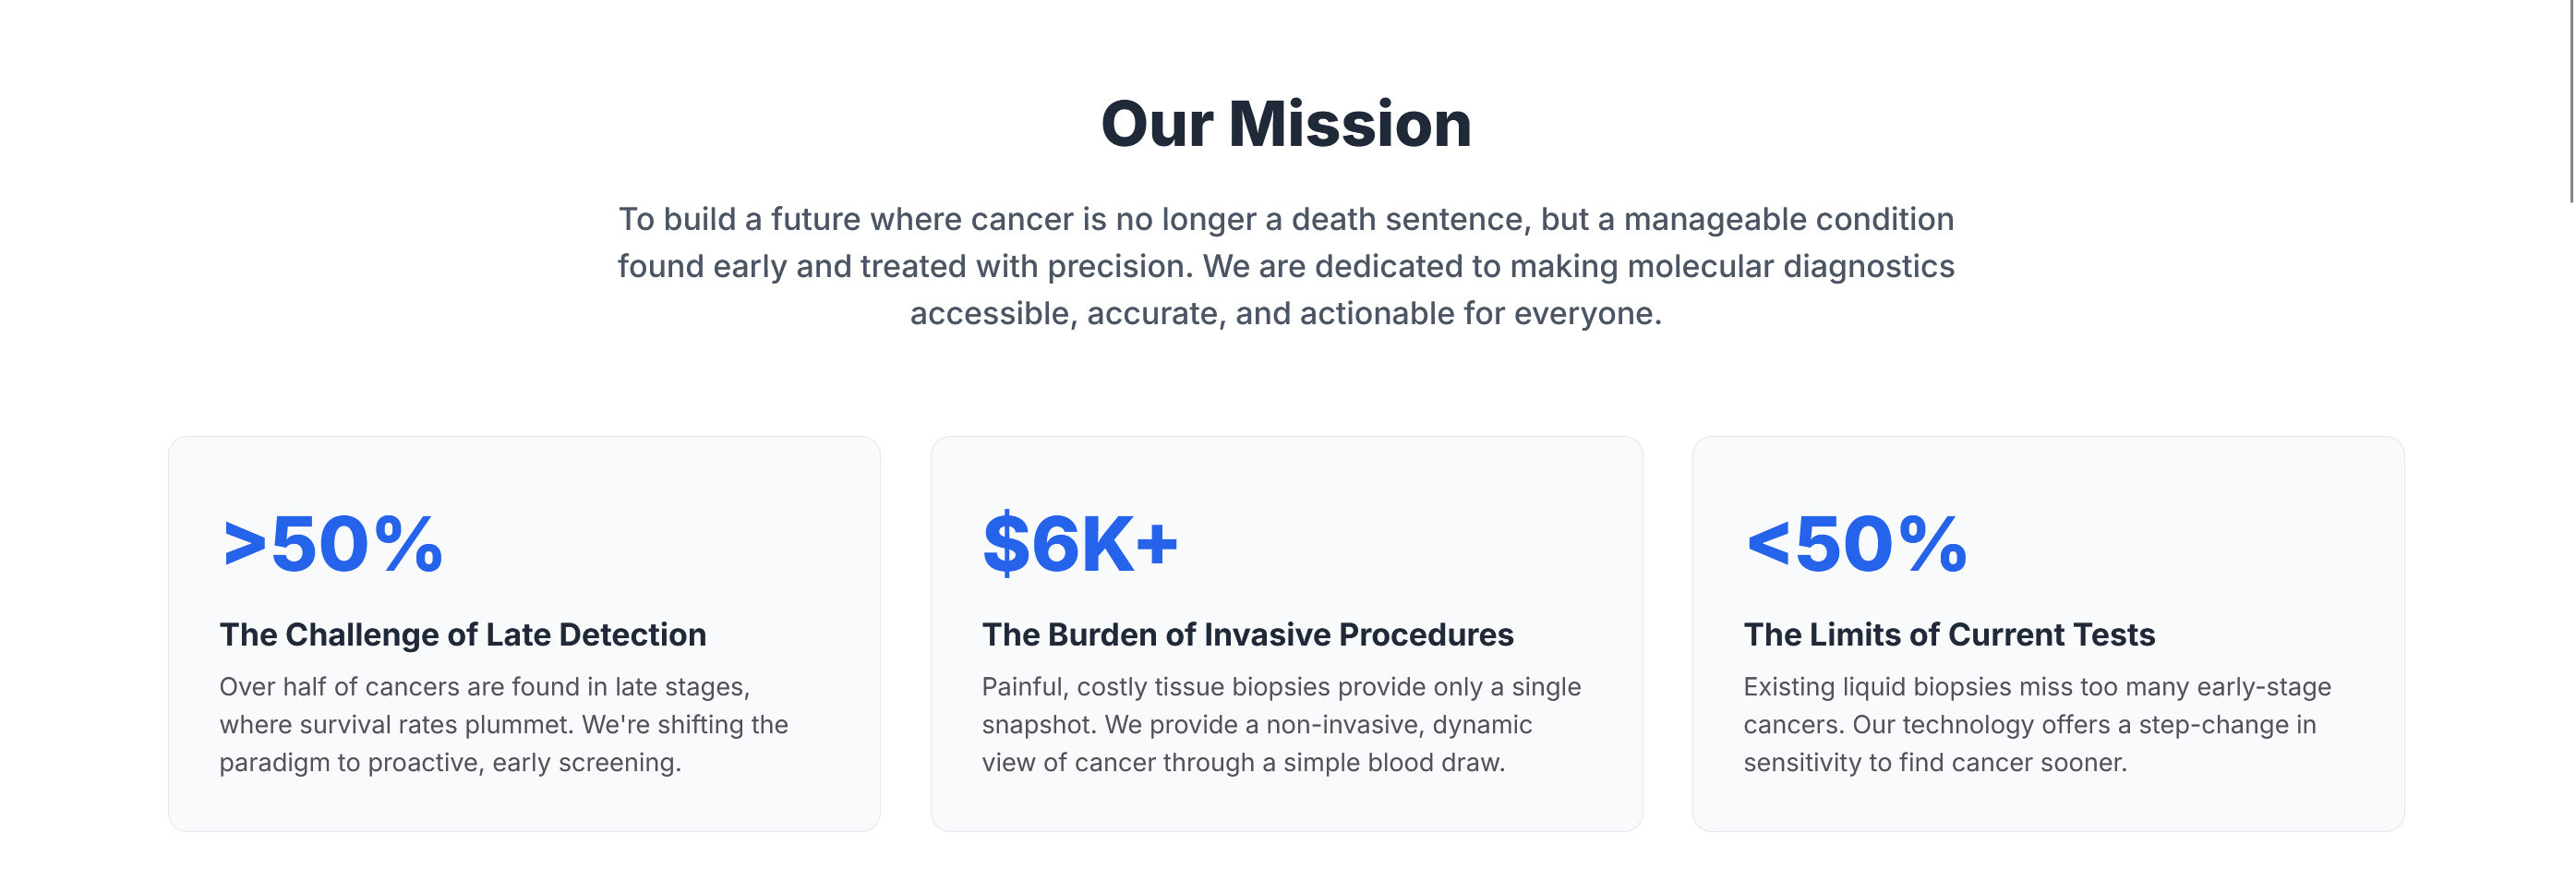 Our Mission
To build a future where cancer is no longer a death sentence, but a manageable condition
found early and treated with precision. We are dedicated to making molecular diagnostics
accessible, accurate, and actionable for everyone.
>50%
The Challenge of Late Detection
Over half of cancers are found in late stages,
where survival rates plummet. We're shifting the
paradigm to proactive, early screening.
$6K+
The Burden of Invasive Procedures
Painful, costly tissue biopsies provide only a single
snapshot. We provide a non-invasive, dynamic
view of cancer through a simple blood draw.
<50%
The Limits of Current Tests
Existing liquid biopsies miss too many early-stage
cancers. Our technology offers a step-change in
sensitivity to find cancer sooner.